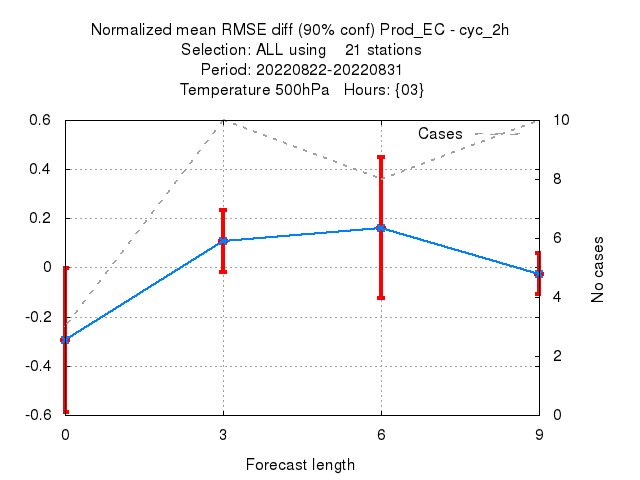 Normalized mean RMSE diff (90% conf) Prod_EC - cyc_2h
Selection: ALL using 21 stations
Period: 20220822-20220831
Temperature 500hPa Hours: {03}
Cases
0.6
0.4
0.2
0
-0.2
-0.4
-0.6
10
8
6
4
2
0
No cases
0 3 6 9
Forecast length